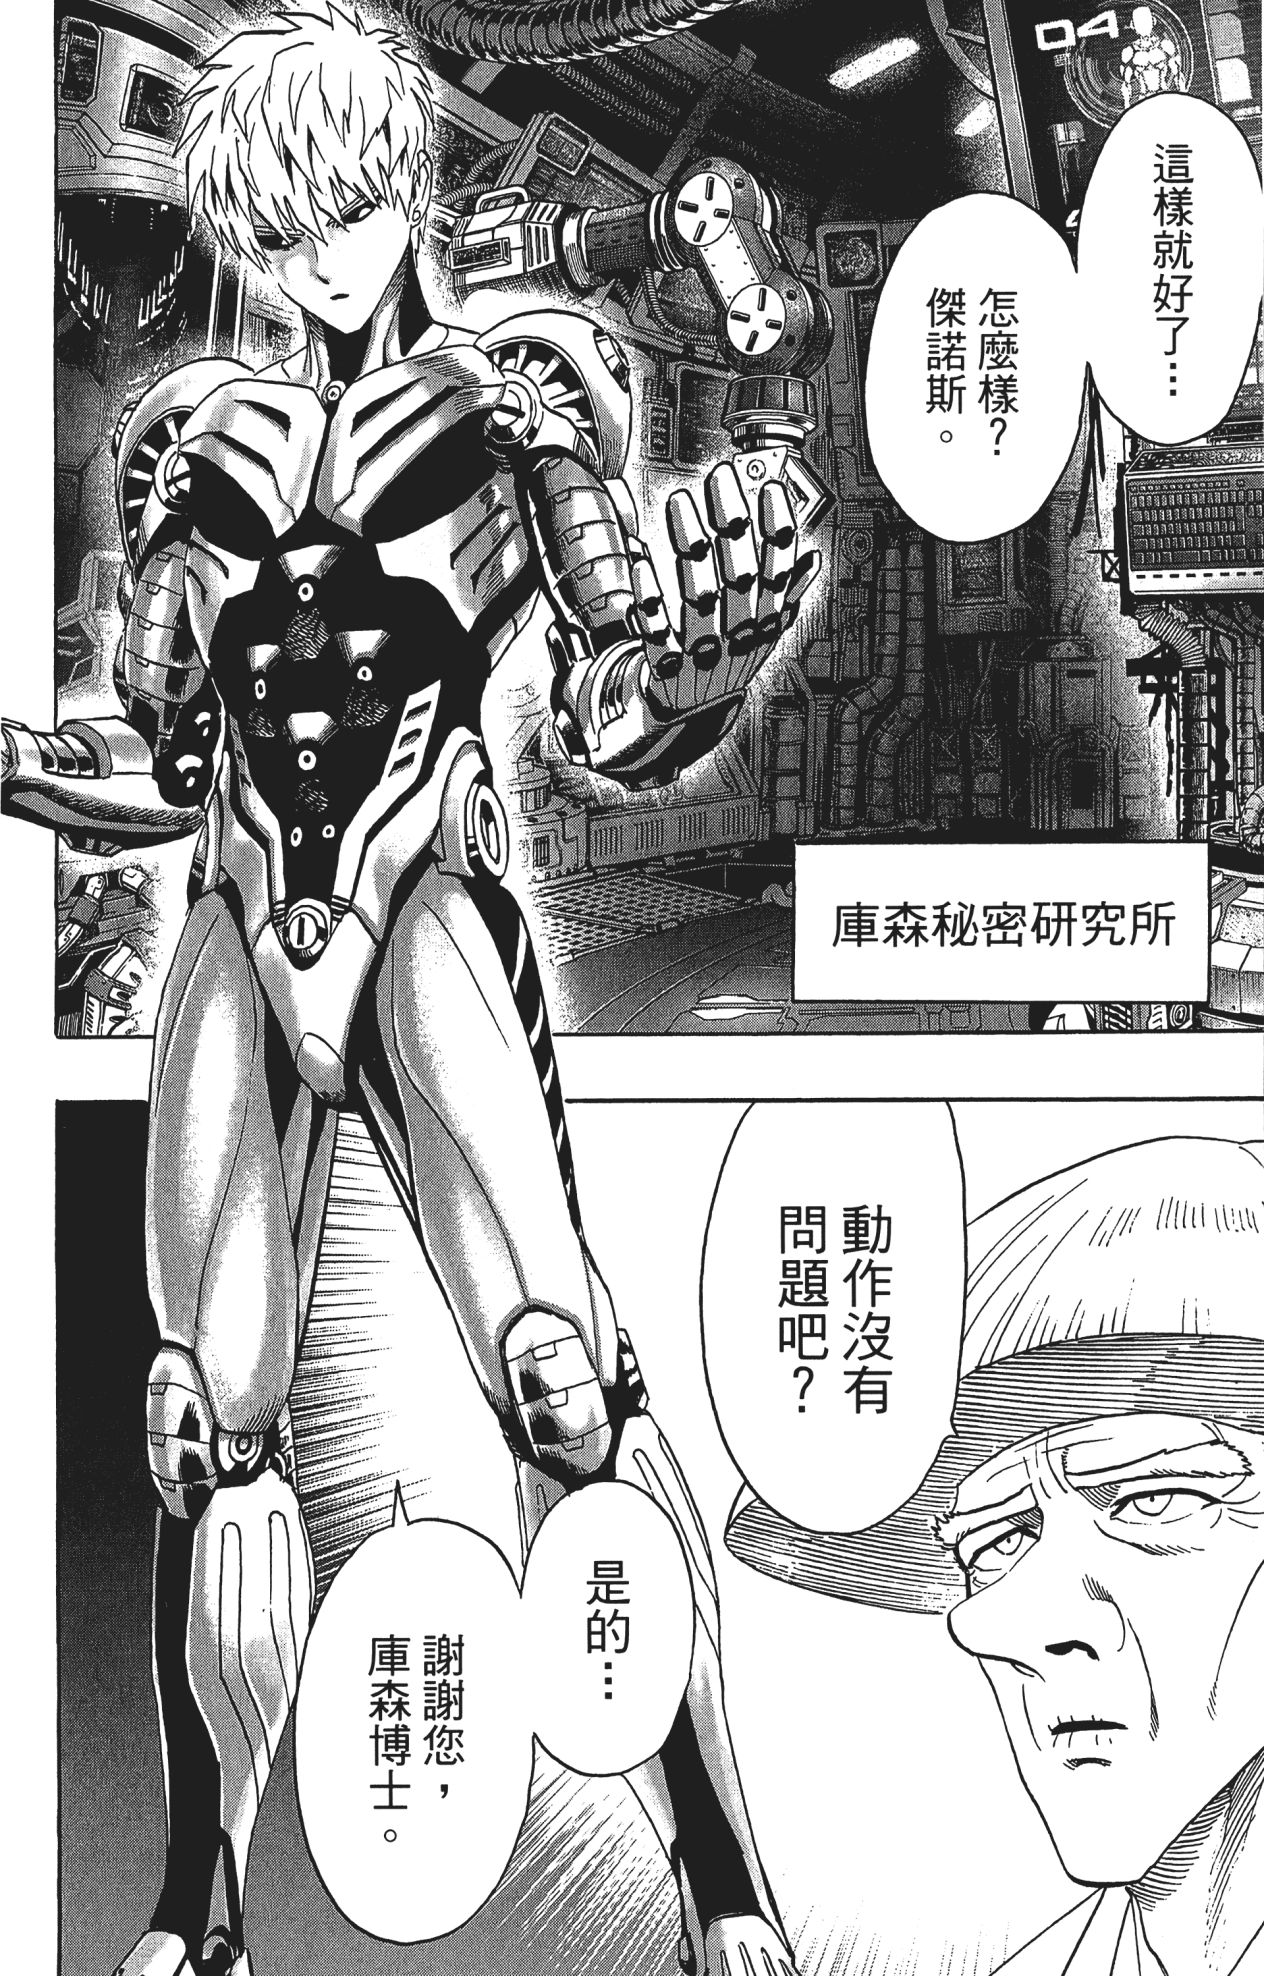 04
這樣就好了…
怎麼樣？
傑諾斯。
庫森秘密研究所
動作沒有
問題吧？
是的…
謝謝您，
庫森博士。